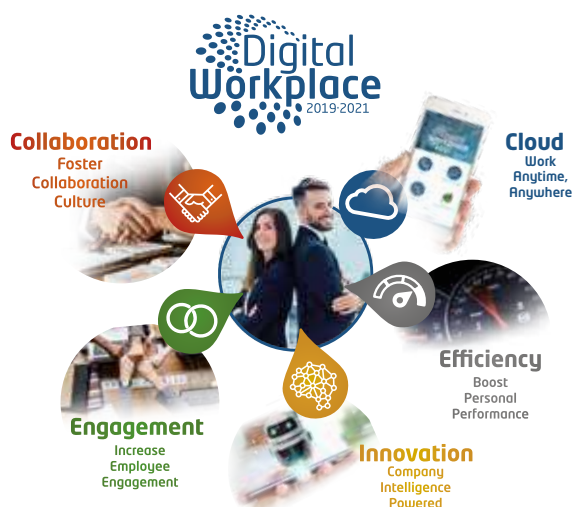 Digital
Workplace
2019·2021
Collaboration
Foster
Collaboration
Culture
Cloud
Work
Anytime,
Anywhere
Efficiency
Boost
Personal
Performance
Engagement
Increase
Employee
Engagement
Innovation
Company
Intelligence
Powered